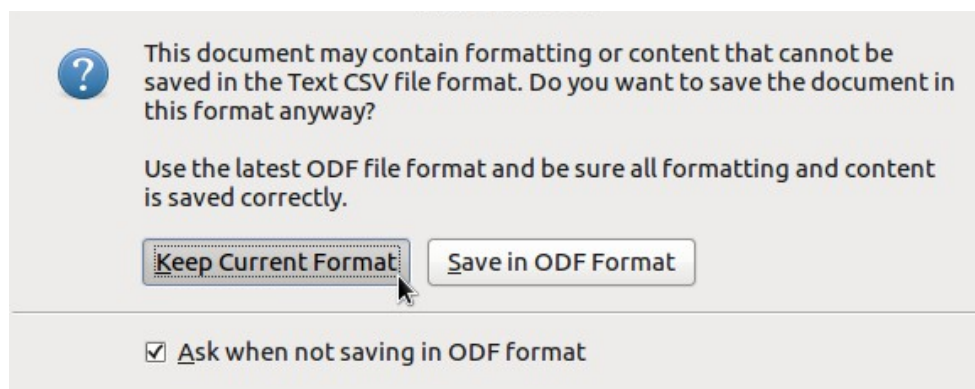 This document may contain formatting or content that cannot be
saved in the Text CSV file format. Do you want to save the document in
this format anyway?
Use the latest ODF file format and be sure all formatting and content
is saved correctly.
Keep Current Format
Save in ODF Format
Ask when not saving in ODF format